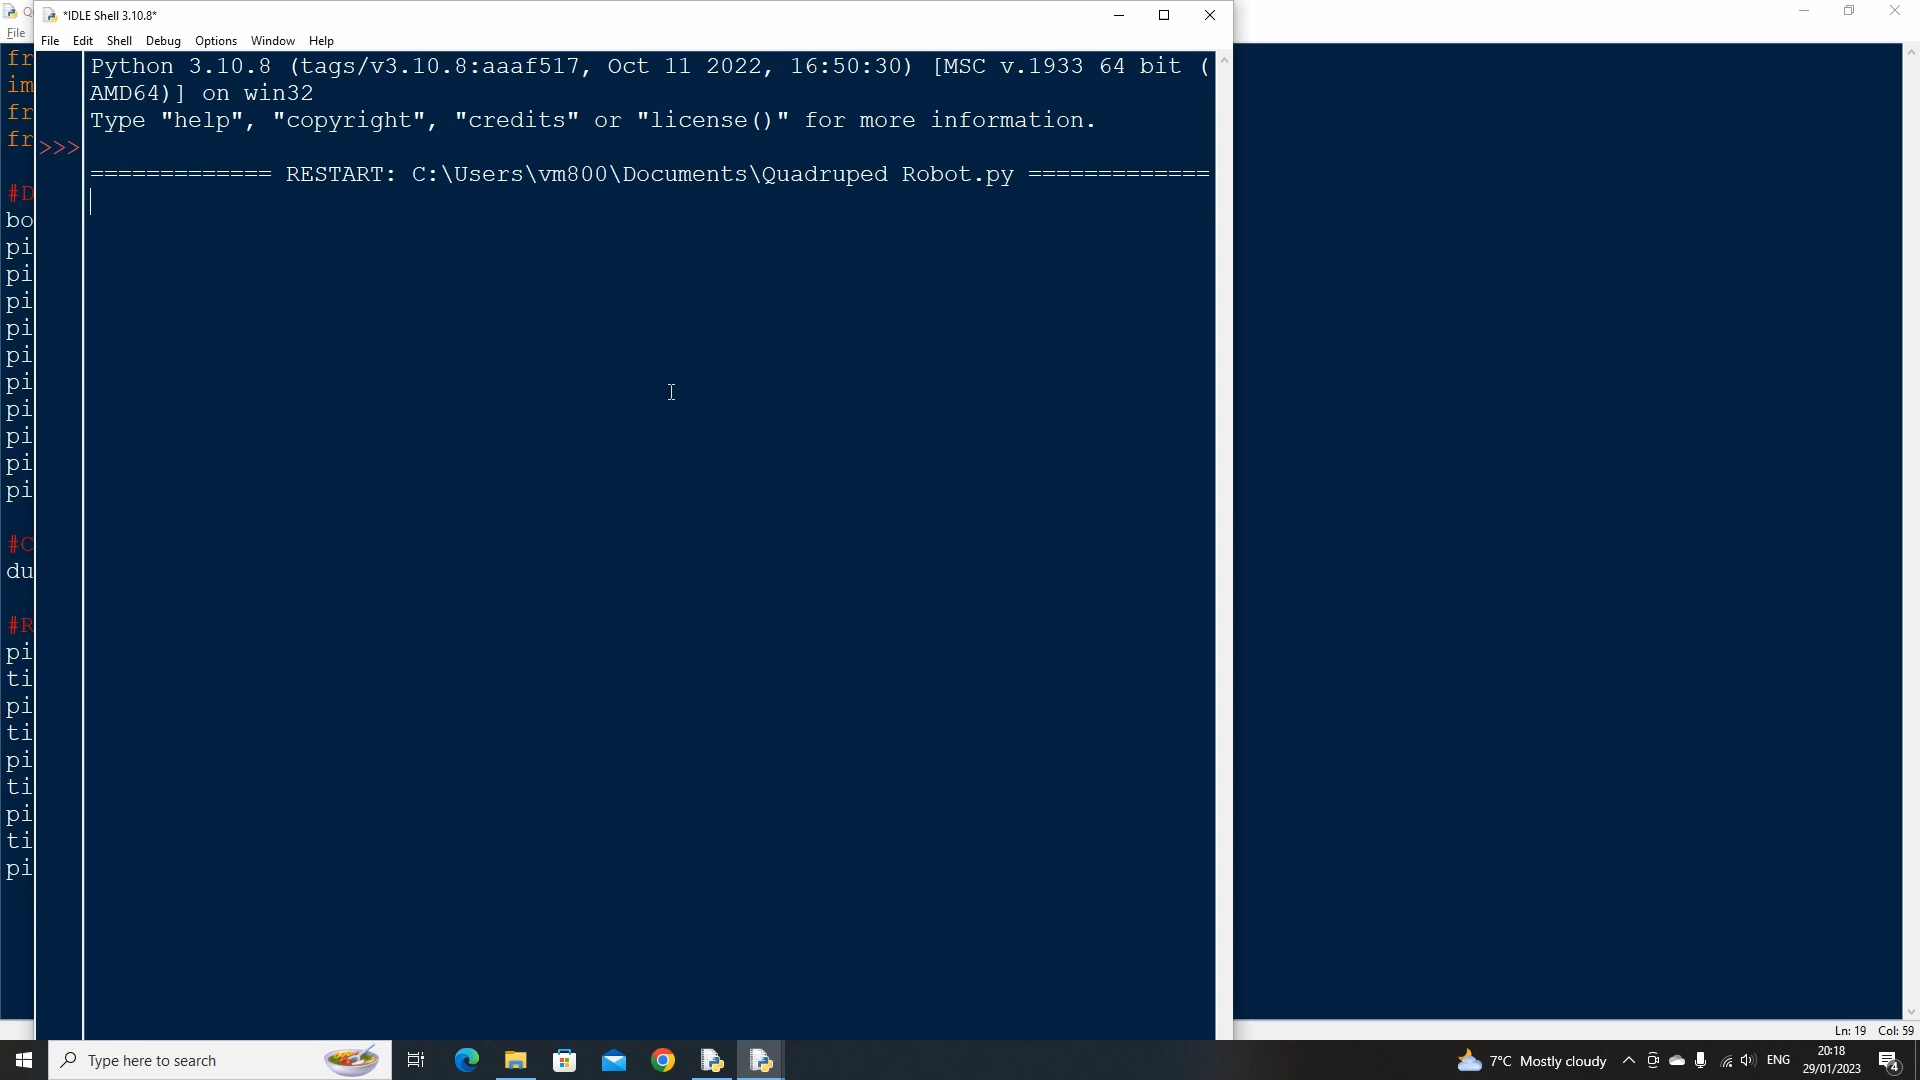 *IDLE Shell 3.10.8*
File Edit Shell Debug Options Window Help
Python 3.10.8 (tags/v3.10.8:aaaf517, Oct 11 2022, 16:50:30) [MSC v.1933 64 bit (
AMD64)] on win32
Type "help", "copyright", "credits" or "license()" for more information.
>>>
============= RESTART: C:\Users\vm800\Documents\Quadruped Robot.py =============
File
fr
im
fr
fr
#D
bo
pi
pi
pi
pi
pi
pi
pi
pi
pi
pi
#C
du
#R
pi
ti
pi
ti
pi
ti
pi
ti
pi
Ln: 19 Col: 59
Type here to search
7°C Mostly cloudy
ENG
20:18
29/01/2023
4